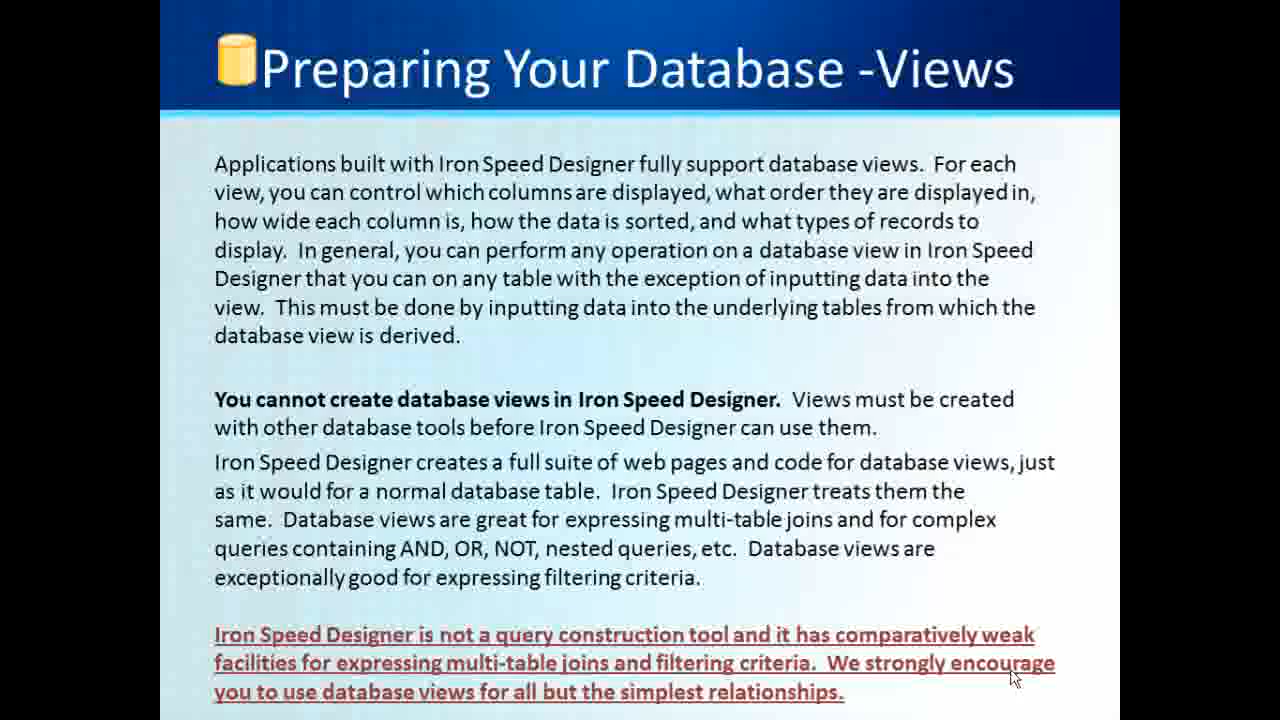 Preparing Your Database -Views
Applications built with Iron Speed Designer fully support database views.  For each
view, you can control which columns are displayed, what order they are displayed in,
how wide each column is, how the data is sorted, and what types of records to
display.  In general, you can perform any operation on a database view in Iron Speed
Designer that you can on any table with the exception of inputting data into the
view.  This must be done by inputting data into the underlying tables from which the
database view is derived.
You cannot create database views in Iron Speed Designer.  Views must be created
with other database tools before Iron Speed Designer can use them.
Iron Speed Designer creates a full suite of web pages and code for database views, just
as it would for a normal database table.  Iron Speed Designer treats them the
same.  Database views are great for expressing multi-table joins and for complex
queries containing AND, OR, NOT, nested queries, etc.  Database views are
exceptionally good for expressing filtering criteria.
Iron Speed Designer is not a query construction tool and it has comparatively weak
facilities for expressing multi-table joins and filtering criteria.  We strongly encourage
you to use database views for all but the simplest relationships.